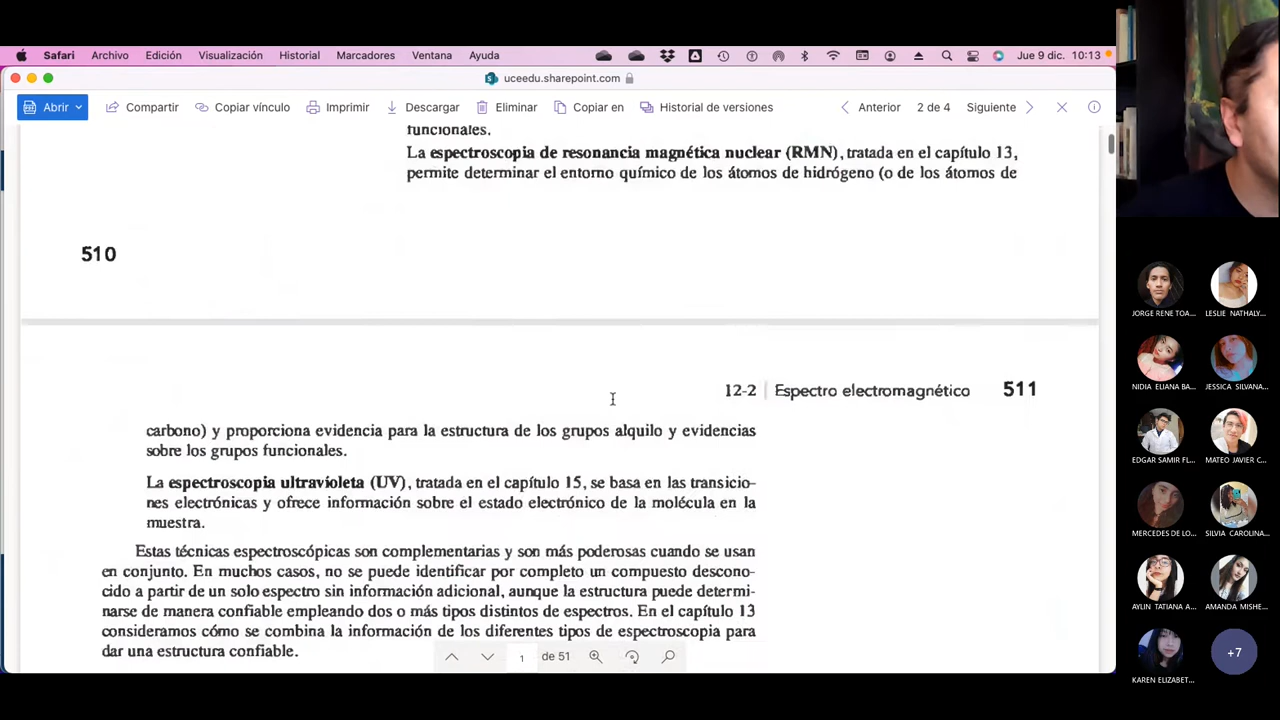 Safari Archivo Edición Visualización Historial Marcadores Ventana Ayuda Jue 9 dic. 10:13
uceedu.sharepoint.com
Abrir Compartir Copiar vínculo Imprimir Descargar Eliminar Copiar en Historial de versiones Anterior 2 de 4 Siguiente
funcionales.
La espectroscopia de resonancia magnética nuclear (RMN), tratada en el capítulo 13,
permite determinar el entorno químico de los átomos de hidrógeno (o de los átomos de
510
12-2 Espectro electromagnético 511
carbono) y proporciona evidencia para la estructura de los grupos alquilo y evidencias
sobre los grupos funcionales.
La espectroscopia ultravioleta (UV), tratada en el capítulo 15, se basa en las transicio-
nes electrónicas y ofrece información sobre el estado electrónico de la molécula en la
muestra.
Estas técnicas espectroscópicas son complementarias y son más poderosas cuando se usan
en conjunto. En muchos casos, no se puede identificar por completo un compuesto descono-
cido a partir de un solo espectro sin información adicional, aunque la estructura puede determi-
narse de manera confiable empleando dos o más tipos distintos de espectros. En el capítulo 13
consideramos cómo se combina la información de los diferentes tipos de espectroscopia para
dar una estructura confiable.
1 de 51
JORGE RENE TOA... LESLIE NATHALY...
NIDIA ELIANA BA... JESSICA SILVANA...
EDGAR SAMIR FL... MATEO JAVIER C...
MERCEDES DE LO... SILVIA CAROLINA...
AYLIN TATIANA A... AMANDA MISHE...
KAREN ELIZABET... +7